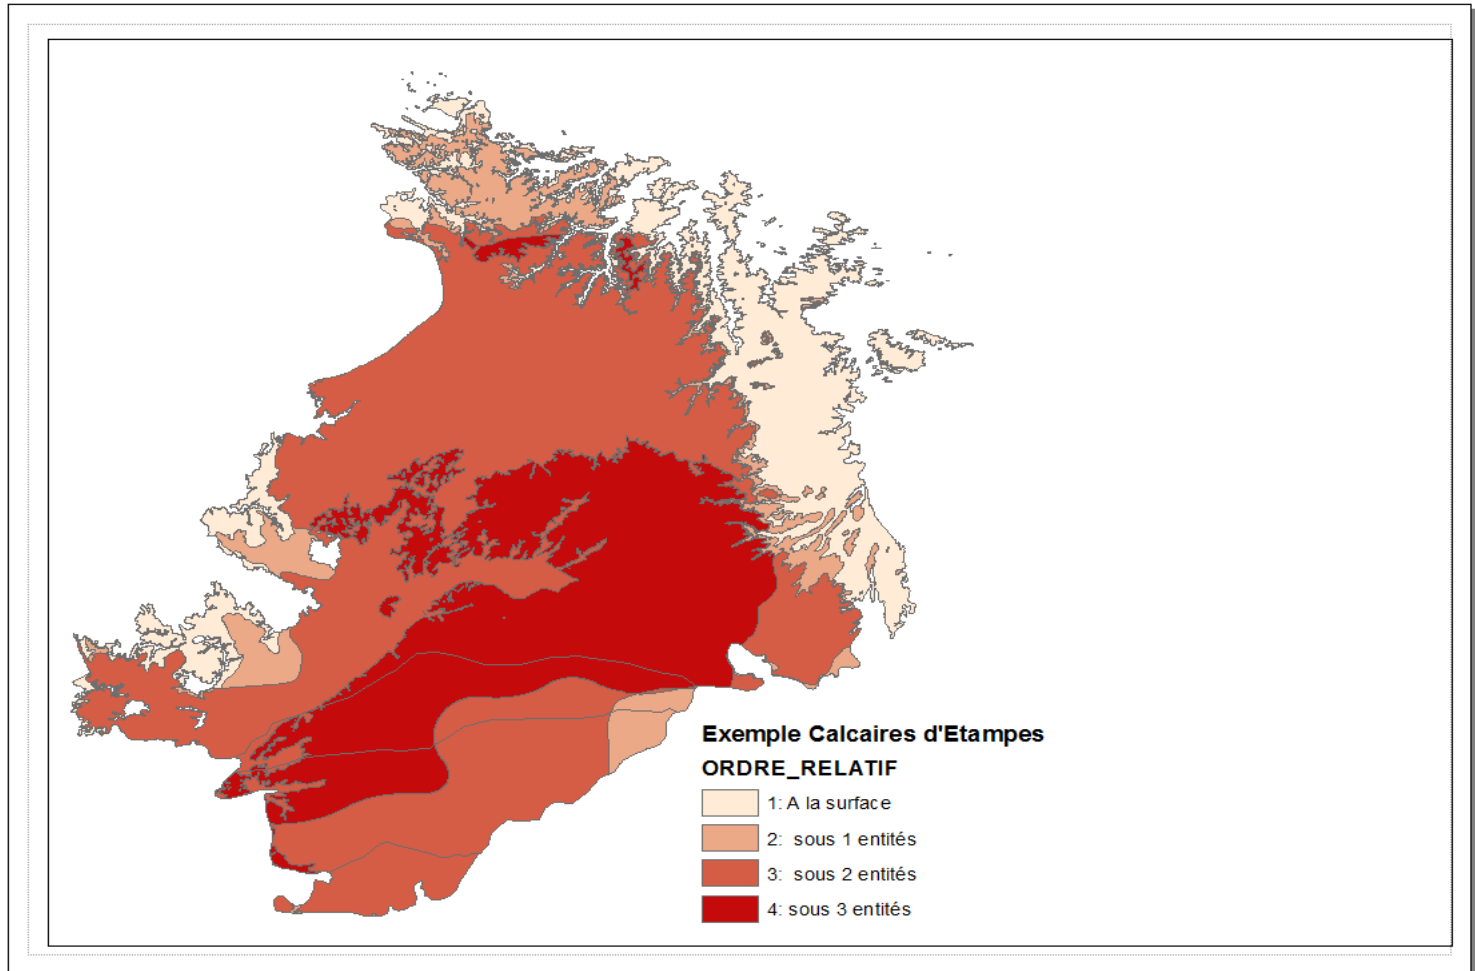 Exemple Calcaires d'Etampes
ORDRE_RELATIF
1: A la surface
2: sous 1 entités
3: sous 2 entités
4: sous 3 entités